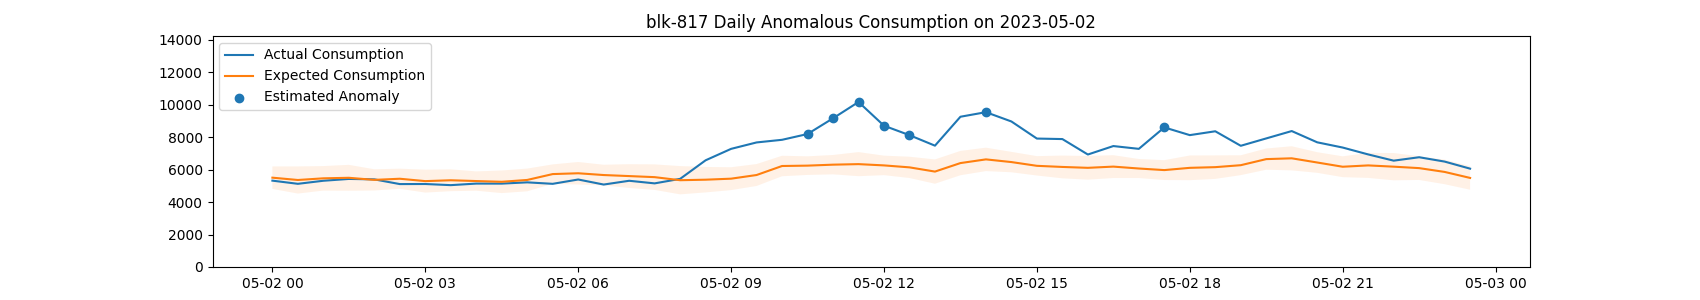 blk-817 Daily Anomalous Consumption on 2023-05-02
14000
12000
10000
8000
6000
4000
2000
0
Actual Consumption
Expected Consumption
Estimated Anomaly
05-02 00 05-02 03 05-02 06 05-02 09 05-02 12 05-02 15 05-02 18 05-02 21 05-03 00